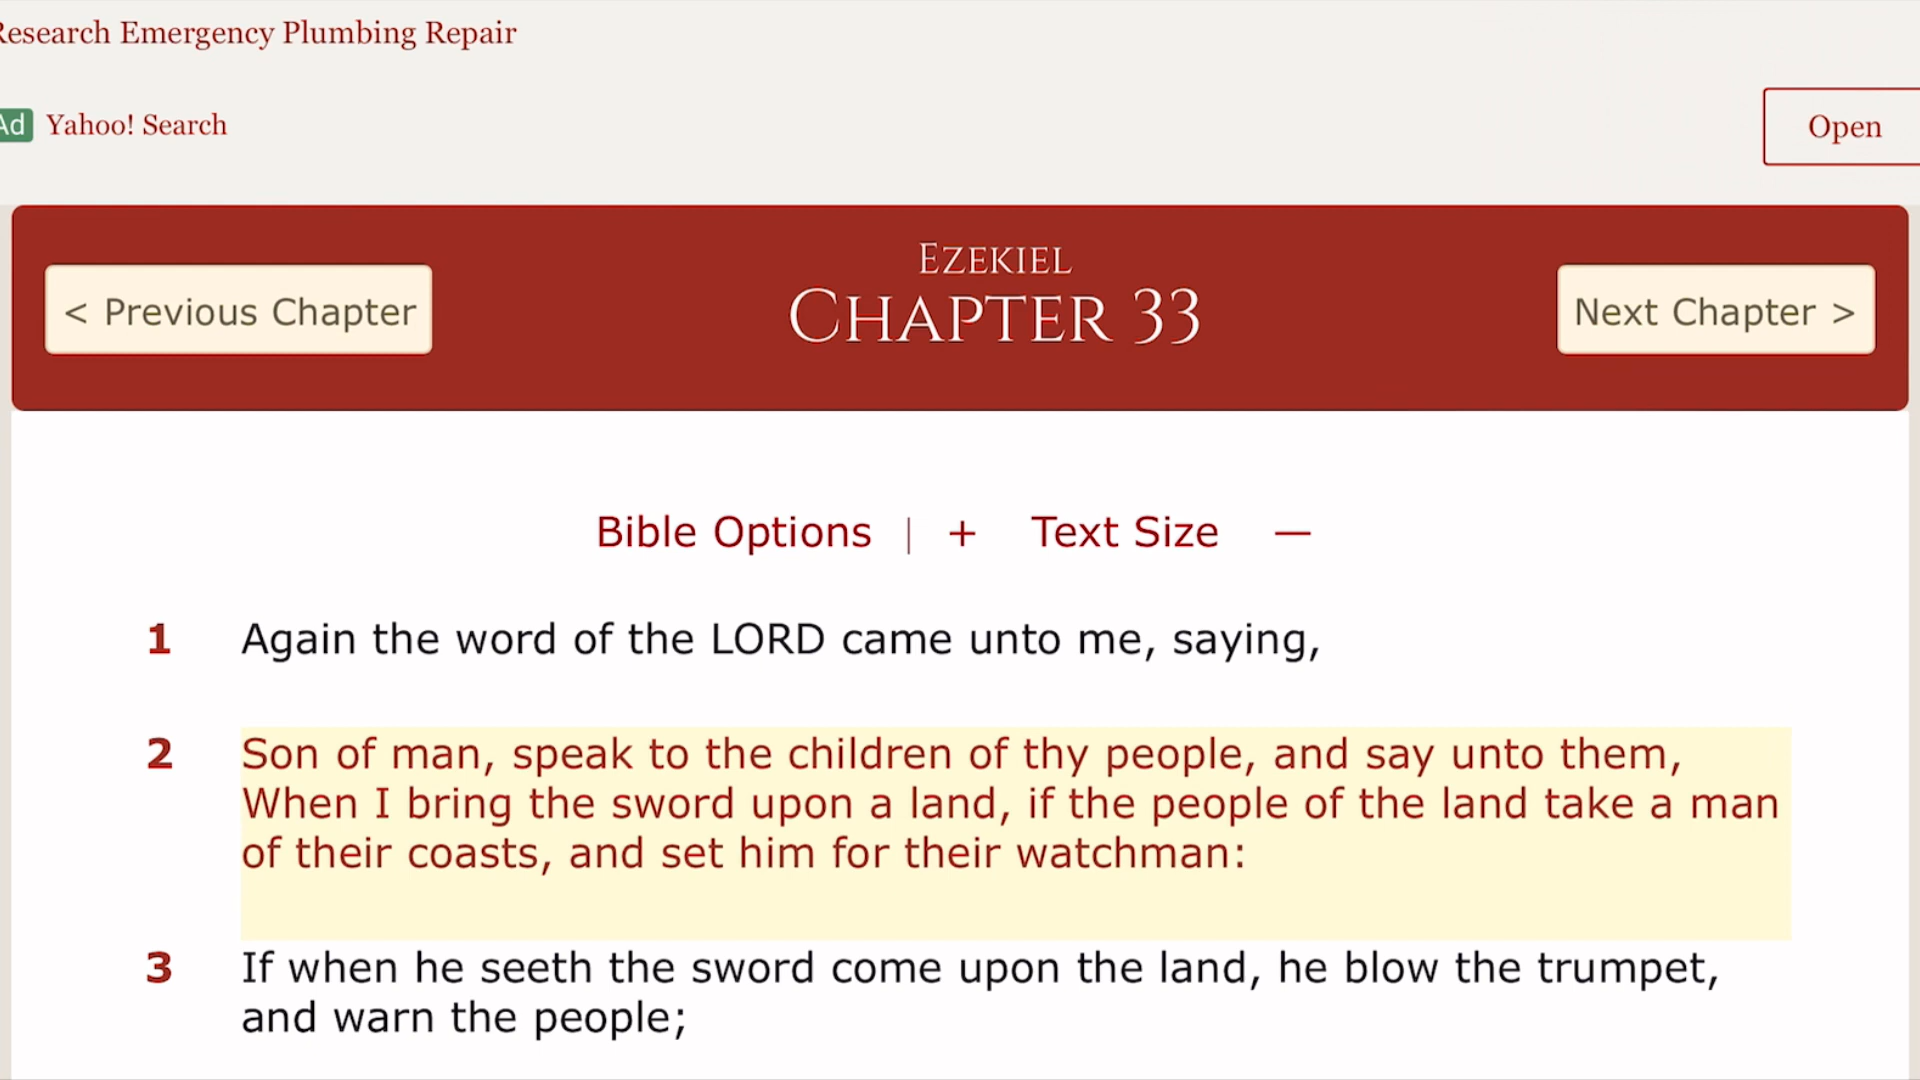 Research Emergency Plumbing Repair
Ad Yahoo! Search
Open
EZEKIEL
< Previous Chapter
CHAPTER 33
Next Chapter >
Bible Options | + Text Size —
1 Again the word of the LORD came unto me, saying,
2 Son of man, speak to the children of thy people, and say unto them,
When I bring the sword upon a land, if the people of the land take a man
of their coasts, and set him for their watchman:
3 If when he seeth the sword come upon the land, he blow the trumpet,
and warn the people;